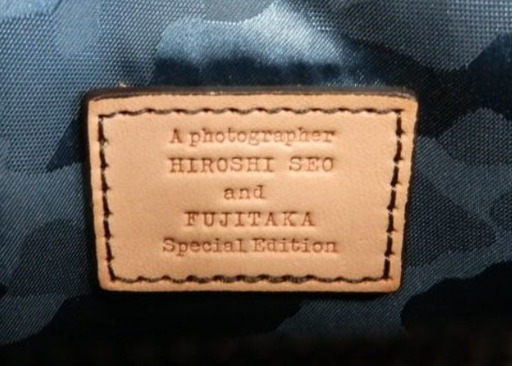 A photographer
HIROSHI SEO
and
FUJITAKA
Special Edition